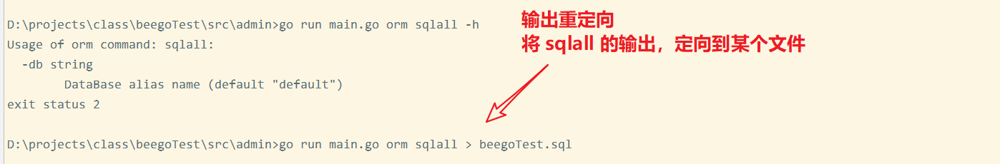 D:\projects\class\beegoTest\src\admin>go run main.go orm sqlall -h
Usage of orm command: sqlall:
  -db string
        DataBase alias name (default "default")
exit status 2
输出重定向
将 sqlall 的输出，定向到某个文件
D:\projects\class\beegoTest\src\admin>go run main.go orm sqlall > beegoTest.sql